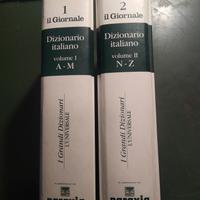 1
il Giornale
Dizionario
italiano
volume I
A - M
I Grandi Dizionari
L'UNIVERSALE
2
il Giornale
Dizionario
italiano
volume II
N - Z
I Grandi Dizionari
L'UNIVERSALE